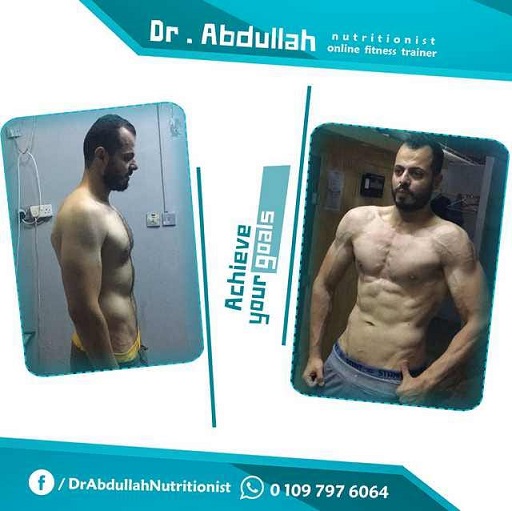 Dr . Abdullah
nutritionist
online fitness trainer
Achieve
your goals
/DrAbdullahNutritionist
0 109 797 6064